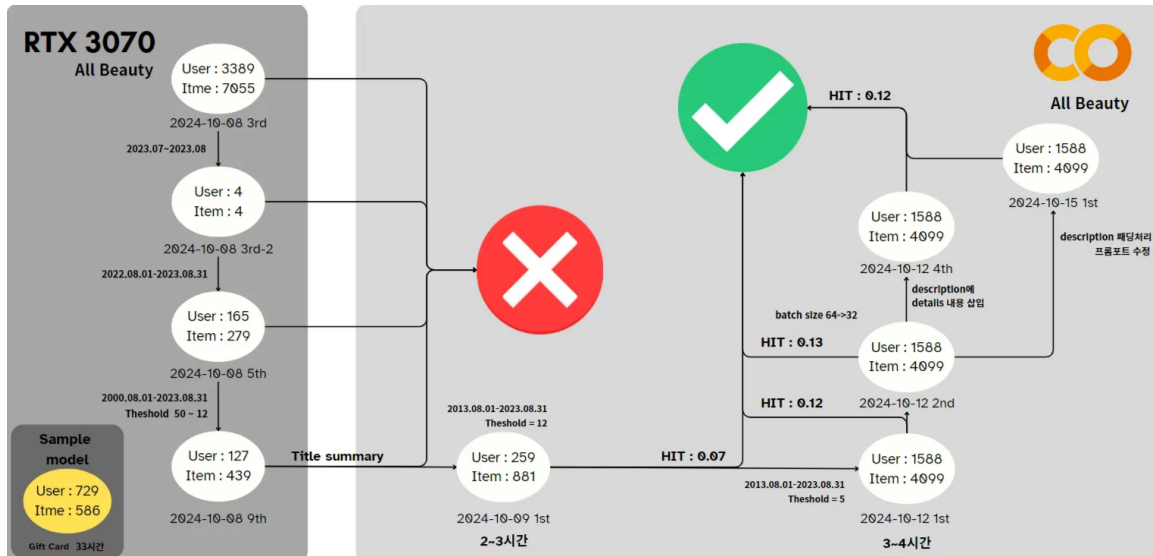 RTX 3070
All Beauty
User : 3389
Itme : 7055
2024-10-08 3rd
2023.07~2023.08
User : 4
Item : 4
2024-10-08 3rd-2
2022.08.01-2023.08.31
User : 165
Item : 279
2024-10-08 5th
2000.08.01-2023.08.31
Theshold 50 ~ 12
User : 127
Item : 439
2024-10-08 9th
Sample
model
User : 729
Itme : 586
Gift Card 33시간
Title summary
2013.08.01-2023.08.31
Theshold = 12
User : 259
Item : 881
2024-10-09 1st
2~3시간
HIT : 0.07
2013.08.01-2023.08.31
Theshold = 5
User : 1588
Item : 4099
2024-10-12 1st
3~4시간
HIT : 0.12
User : 1588
Item : 4099
2024-10-12 2nd
batch size 64->32
HIT : 0.13
description에
details 내용 삽입
User : 1588
Item : 4099
2024-10-12 4th
HIT : 0.12
description 패딩처리
프롬포트 수정
User : 1588
Item : 4099
2024-10-15 1st
All Beauty